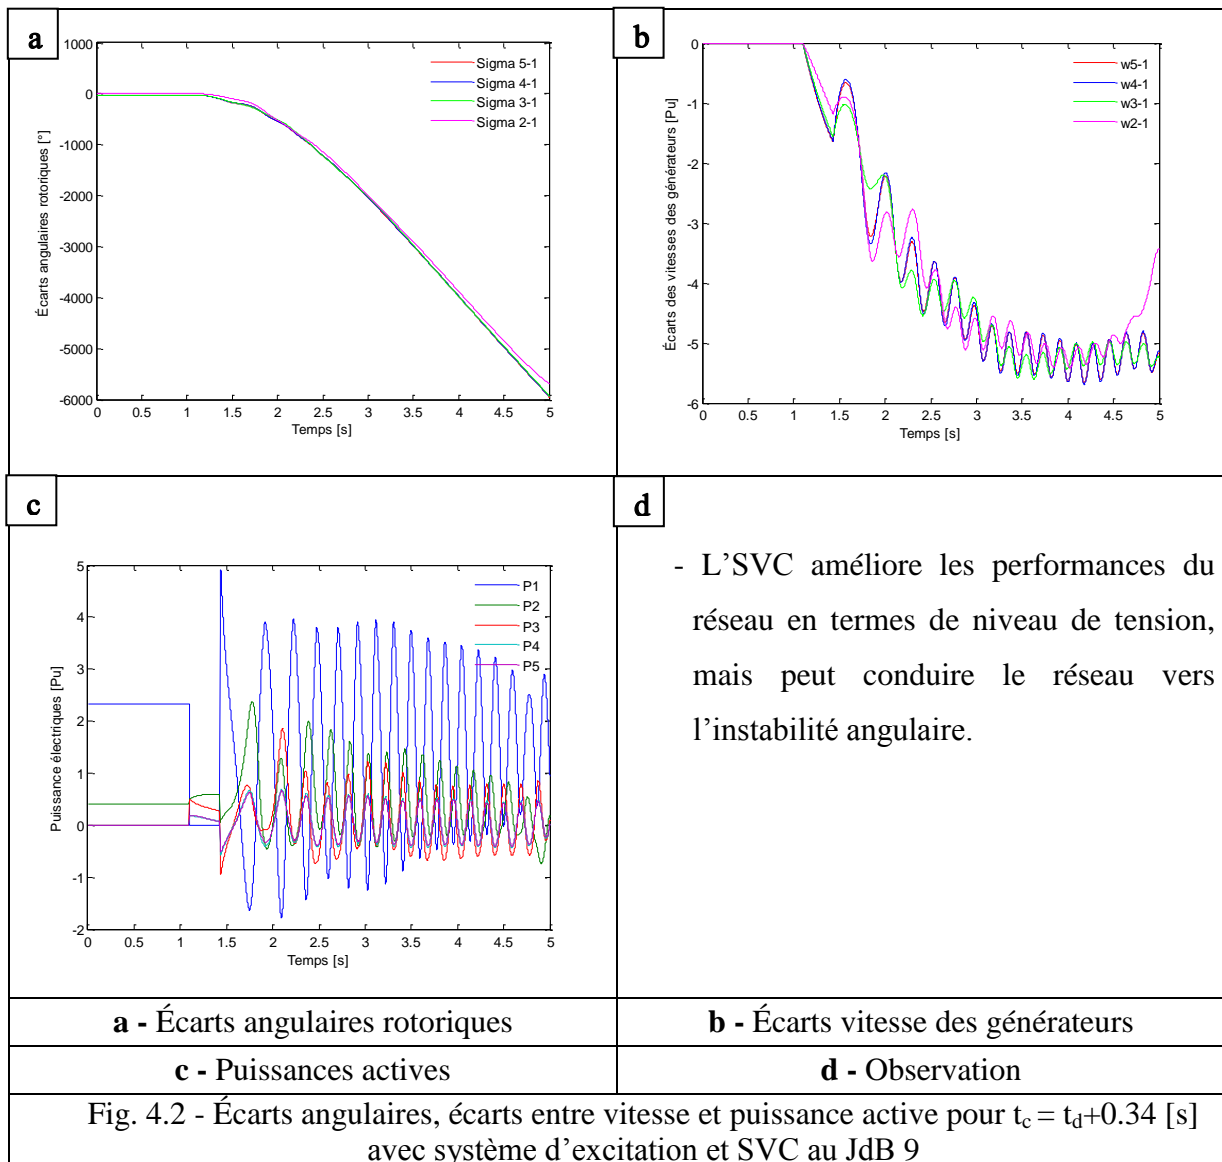 a
1000
0
-1000
-2000
-3000
-4000
-5000
-6000
0 0.5 1 1.5 2 2.5 3 3.5 4 4.5 5
Temps [s]
Écarts angulaires rotoriques [°]
Sigma 5-1
Sigma 4-1
Sigma 3-1
Sigma 2-1
b
0
-1
-2
-3
-4
-5
-6
0 0.5 1 1.5 2 2.5 3 3.5 4 4.5 5
Temps [s]
Écarts des vitesses des générateurs [Pu]
w5-1
w4-1
w3-1
w2-1
c
5
4
3
2
1
0
-1
-2
0 0.5 1 1.5 2 2.5 3 3.5 4 4.5 5
Temps [s]
Puissance électriques [Pu]
P1
P2
P3
P4
P5
d
- L’SVC améliore les performances du
réseau en termes de niveau de tension,
mais peut conduire le réseau vers
l’instabilité angulaire.
a - Écarts angulaires rotoriques
b - Écarts vitesse des générateurs
c - Puissances actives
d - Observation
Fig. 4.2 - Écarts angulaires, écarts entre vitesse et puissance active pour tc = td+0.34 [s]
avec système d’excitation et SVC au JdB 9